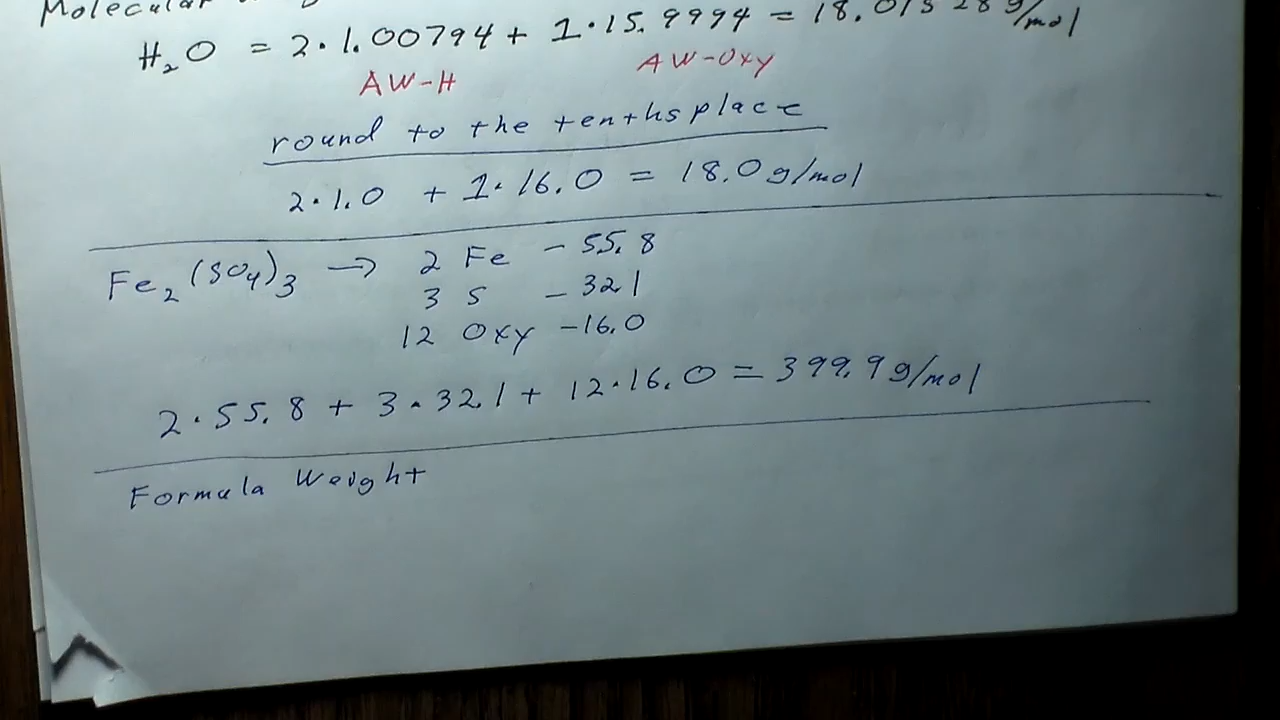 Molecular
H₂O = 2·1.00794 + 1·15.9994 = 18.01528 g/mol
AW-H AW-Oxy
round to the tenths place
2·1.0 + 1·16.0 = 18.0 g/mol
Fe₂(SO₄)₃ → 2 Fe - 55.8
3 S - 32.1
12 Oxy - 16.0
2·55.8 + 3·32.1 + 12·16.0 = 399.9 g/mol
Formula Weight